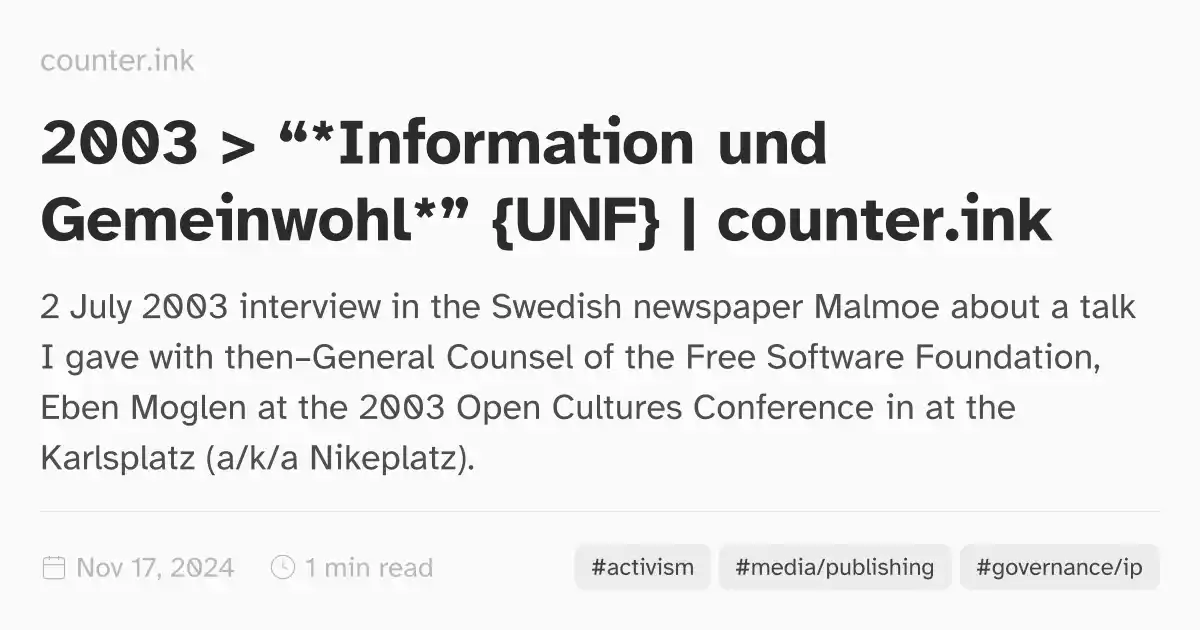 counter.ink
2003 > “*Information und
Gemeinwohl*” {UNF} | counter.ink
2 July 2003 interview in the Swedish newspaper Malmoe about a talk
I gave with then–General Counsel of the Free Software Foundation,
Eben Moglen at the 2003 Open Cultures Conference in at the
Karlsplatz (a/k/a Nikeplatz).
Nov 17, 2024 1 min read #activism #media/publishing #governance/ip